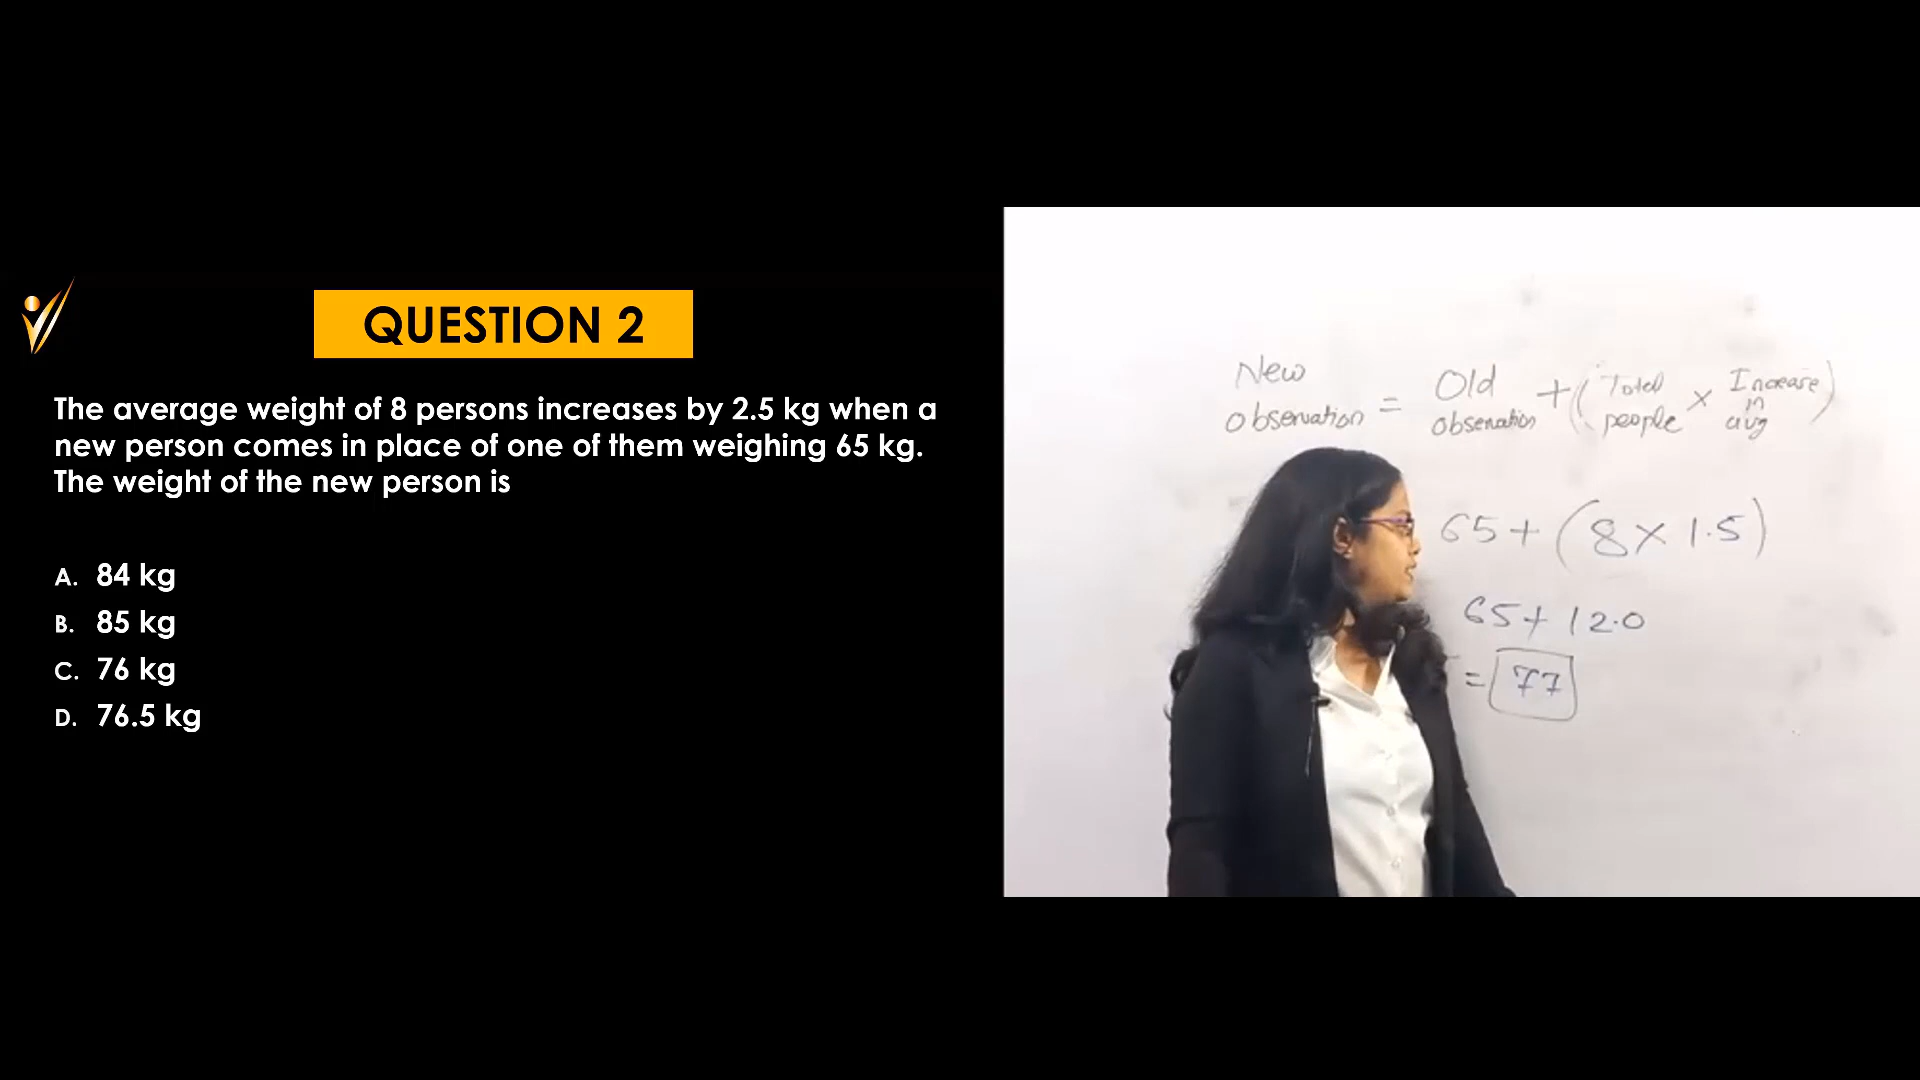 QUESTION 2
The average weight of 8 persons increases by 2.5 kg when a
new person comes in place of one of them weighing 65 kg.
The weight of the new person is
A. 84 kg
B. 85 kg
C. 76 kg
D. 76.5 kg
New observation = Old observation + (Total people × Increase in avg)
65 + (8 × 1.5)
65 + 12.0
= 77